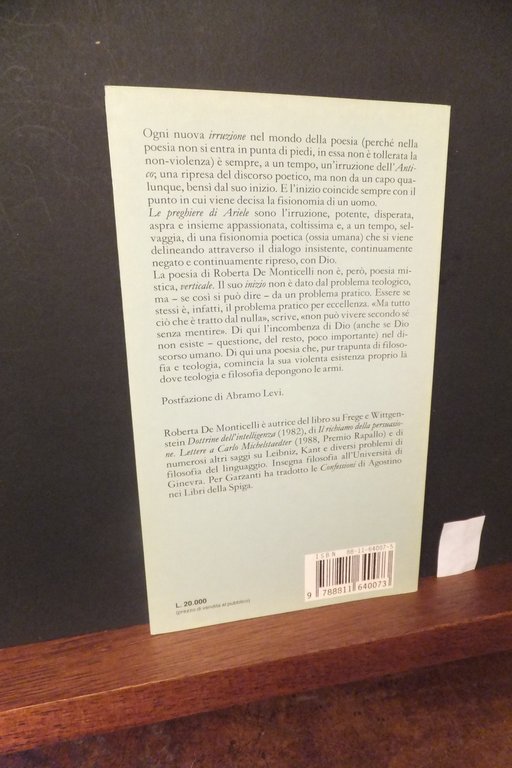 Ogni nuova irruzione nel mondo della poesia (perché nella
poesia non si entra in punta di piedi, in essa non è tollerata la
non-violenza) è sempre, a un tempo, un'irruzione dell'Anti-
co; una ripresa del discorso poetico, ma non da un capo qua-
lunque, bensì dal suo inizio. E l'inizio coincide sempre con il
punto in cui viene decisa la fisionomia di un uomo.
Le preghiere di Ariele sono l'irruzione, potente, disperata,
aspra e insieme appassionata, coltissima e, a un tempo, sel-
vaggia, di una fisionomia poetica (ossia umana) che si viene
delineando attraverso il dialogo insistente, continuamente
negato e continuamente ripreso, con Dio.
La poesia di Roberta De Monticelli non è, però, poesia mi-
stica, verticale. Il suo inizio non è dato dal problema teologico,
ma – se così si può dire – da un problema pratico. Essere se
stessi è, infatti, il problema pratico per eccellenza. «Ma tutto
ciò che è tratto dal nulla», scrive, «non può vivere secondo sé
senza mentire». Di qui l'incombenza di Dio (anche se Dio
non esiste – questione, del resto, poco importante) nel di-
scorso umano. Di qui una poesia che, pur trapunta di filoso-
fia e teologia, comincia la sua violenta esistenza proprio là
dove teologia e filosofia depongono le armi.
Postfazione di Abramo Levi.
Roberta De Monticelli è autrice del libro su Frege e Wittgen-
stein Dottrine dell'intelligenza (1982), di Il richiamo della persuasio-
ne. Lettere a Carlo Michelstaedter (1988, Premio Rapallo) e di
numerosi altri saggi su Leibniz, Kant e diversi problemi di
filosofia del linguaggio. Insegna filosofia all'Università di
Ginevra. Per Garzanti ha tradotto le Confessioni di Agostino
nei Libri della Spiga.
ISBN 88-11-64007-5
9 788811 640073
L. 20.000
(prezzo di vendita al pubblico)